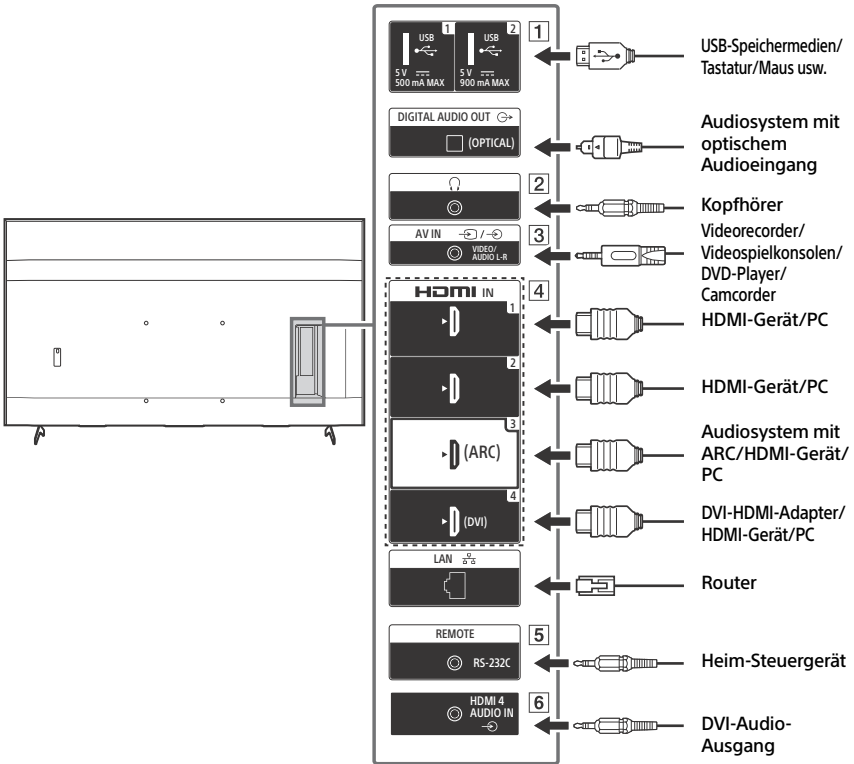 1
1
USB
2
USB
5 V
500 mA MAX
5 V
900 mA MAX
USB-Speichermedien/
Tastatur/Maus usw.
DIGITAL AUDIO OUT
(OPTICAL)
Audiosystem mit
optischem
Audioeingang
2
Kopfhörer
AV IN
/
3
VIDEO/
AUDIO L-R
Videorecorder/
Videospielkonsolen/
DVD-Player/
Camcorder
HDMI IN
4
1
HDMI-Gerät/PC
2
HDMI-Gerät/PC
3
(ARC)
Audiosystem mit
ARC/HDMI-Gerät/
PC
4
(DVI)
DVI-HDMI-Adapter/
HDMI-Gerät/PC
LAN
Router
REMOTE
5
RS-232C
Heim-Steuergerät
HDMI 4
AUDIO IN
6
DVI-Audio-
Ausgang